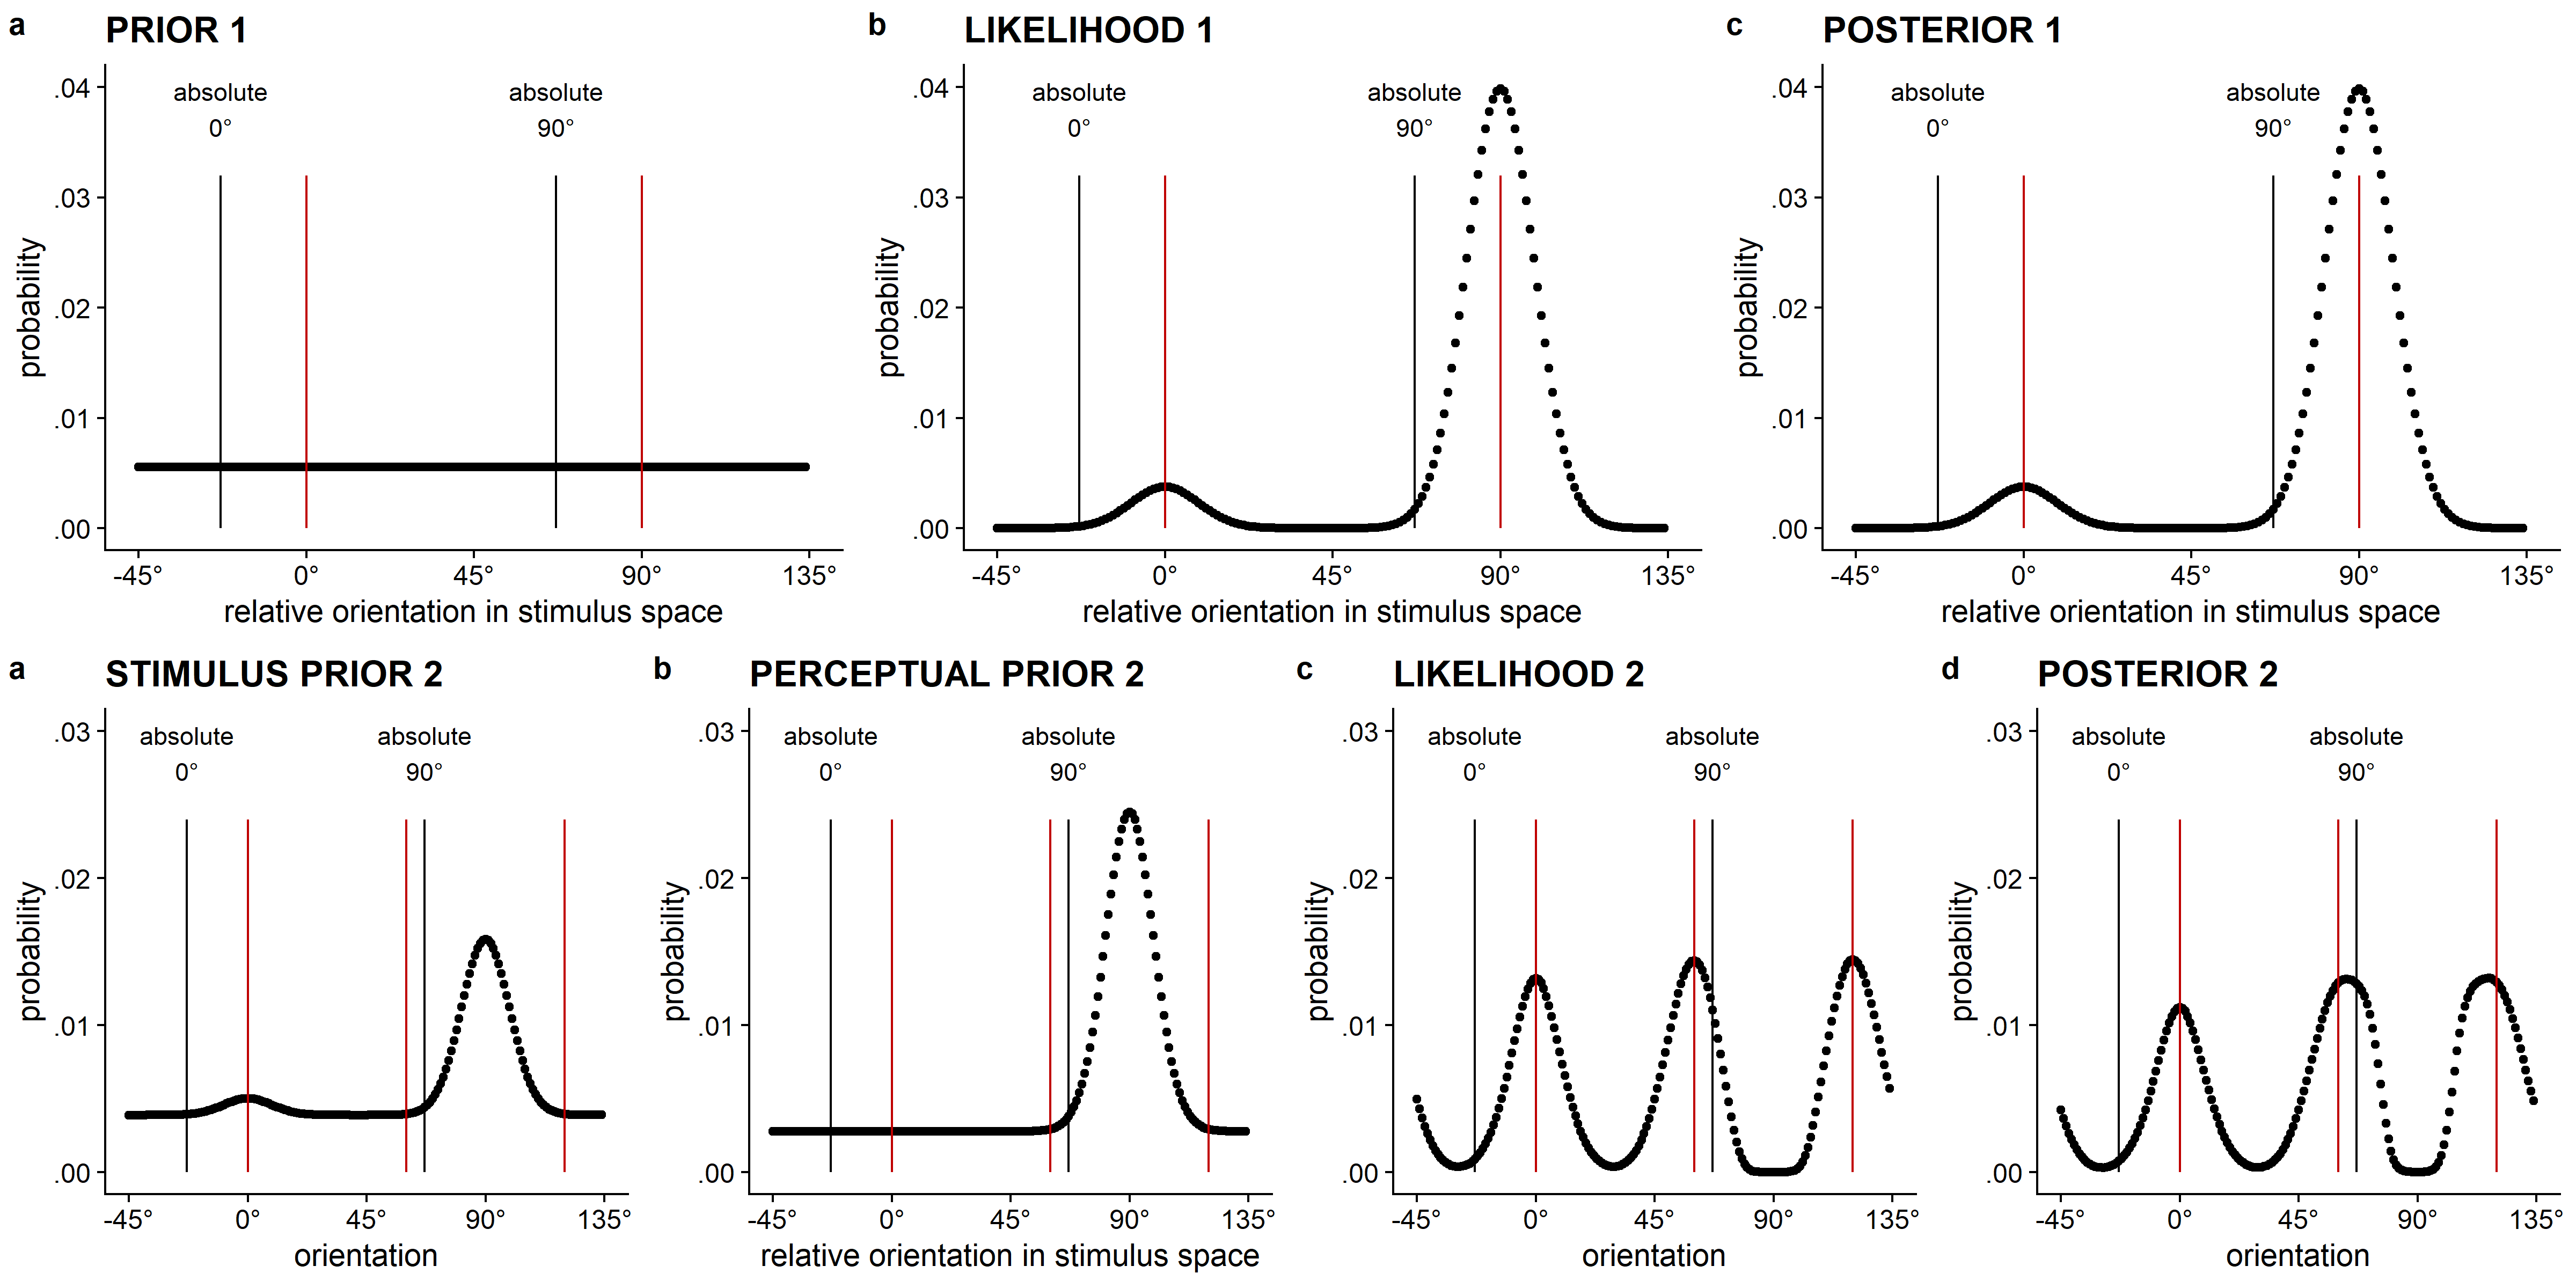 a PRIOR 1
absolute absolute
0° 90°
.04
.03
.02
.01
.00
probability
-45° 0° 45° 90° 135°
relative orientation in stimulus space
b LIKELIHOOD 1
absolute absolute
0° 90°
.04
.03
.02
.01
.00
probability
-45° 0° 45° 90° 135°
relative orientation in stimulus space
c POSTERIOR 1
absolute absolute
0° 90°
.04
.03
.02
.01
.00
probability
-45° 0° 45° 90° 135°
relative orientation in stimulus space
a STIMULUS PRIOR 2
absolute absolute
0° 90°
.03
.02
.01
.00
probability
-45° 0° 45° 90° 135°
orientation
b PERCEPTUAL PRIOR 2
absolute absolute
0° 90°
.03
.02
.01
.00
probability
-45° 0° 45° 90° 135°
relative orientation in stimulus space
c LIKELIHOOD 2
absolute absolute
0° 90°
.03
.02
.01
.00
probability
-45° 0° 45° 90° 135°
orientation
d POSTERIOR 2
absolute absolute
0° 90°
.03
.02
.01
.00
probability
-45° 0° 45° 90° 135°
orientation